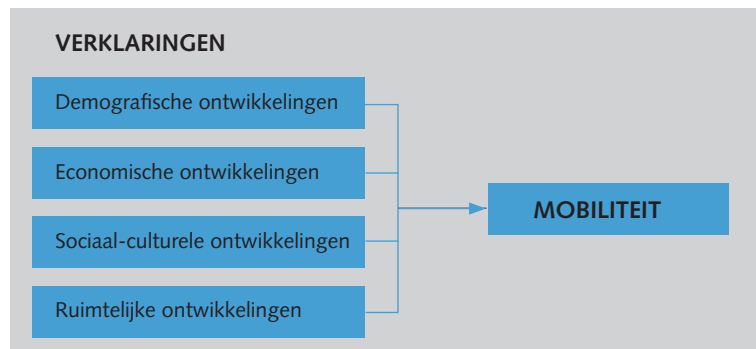 VERKLARINGEN
Demografische ontwikkelingen
Economische ontwikkelingen
Sociaal-culturele ontwikkelingen
Ruimtelijke ontwikkelingen
MOBILITEIT